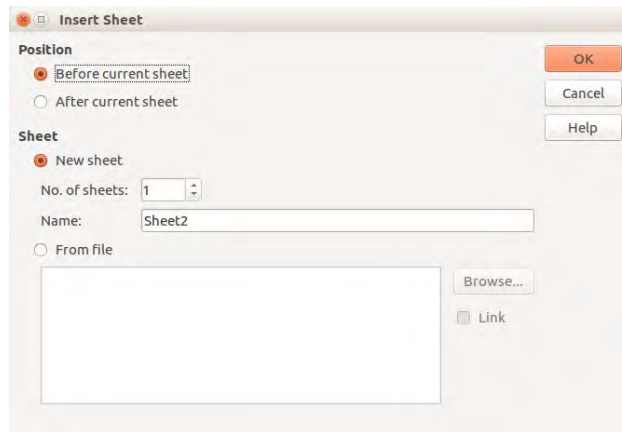 Insert Sheet
Position
Before current sheet
After current sheet
OK
Cancel
Help
Sheet
New sheet
No. of sheets: 1
Name: Sheet2
From file
Browse...
Link